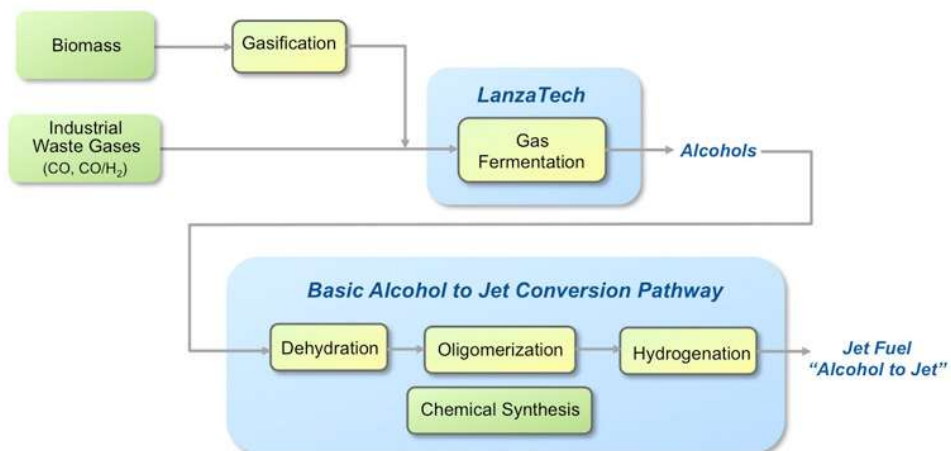 Biomass
Gasification
LanzaTech
Industrial
Waste Gases
(CO, CO/H₂)
Gas
Fermentation
Alcohols
Basic Alcohol to Jet Conversion Pathway
Dehydration
Oligomerization
Hydrogenation
Jet Fuel
“Alcohol to Jet”
Chemical Synthesis